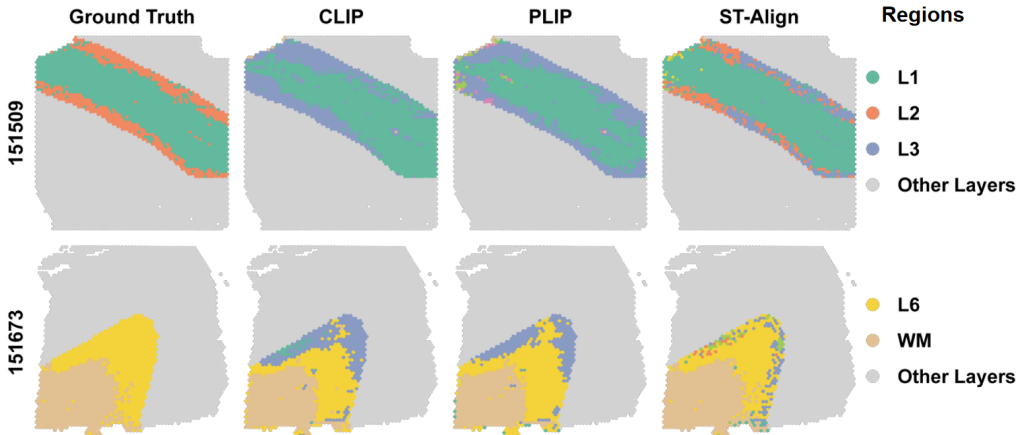 Ground Truth CLIP PLIP ST-Align Regions
151509
L1
L2
L3
Other Layers
151673
L6
WM
Other Layers